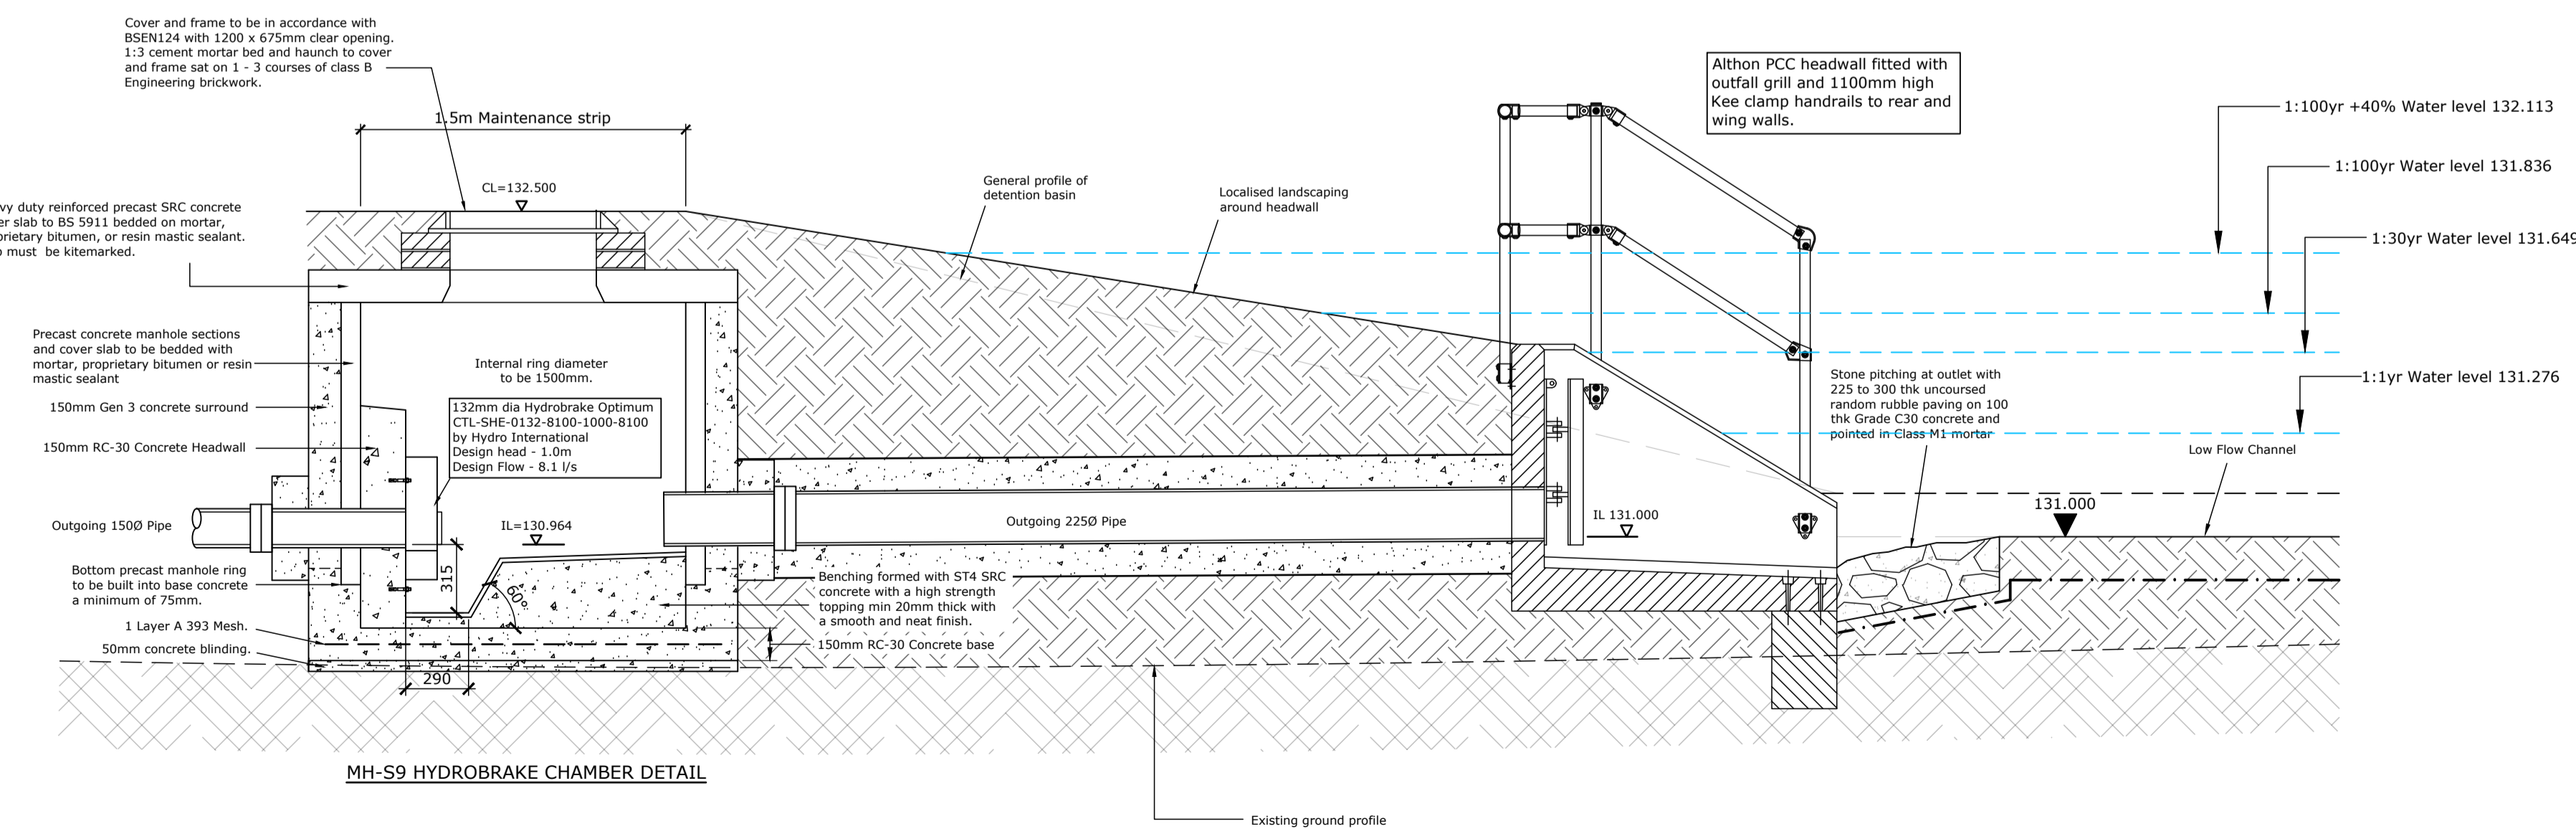 Cover and frame to be in accordance with
BSEN124 with 1200 x 675mm clear opening.
1:3 cement mortar bed and haunch to cover
and frame sat on 1 - 3 courses of class B
Engineering brickwork.
1.5m Maintenance strip
CL=132.500
vy duty reinforced precast SRC concrete
er slab to BS 5911 bedded on mortar,
prietary bitumen, or resin mastic sealant.
must be kitemarked.
Precast concrete manhole sections
and cover slab to be bedded with
mortar, proprietary bitumen or resin
mastic sealant
150mm Gen 3 concrete surround
150mm RC-30 Concrete Headwall
Outgoing 150Ø Pipe
Bottom precast manhole ring
to be built into base concrete
a minimum of 75mm.
1 Layer A 393 Mesh.
50mm concrete blinding.
Internal ring diameter
to be 1500mm.
132mm dia Hydrobrake Optimum
CTL-SHE-0132-8100-1000-8100
by Hydro International
Design head - 1.0m
Design Flow - 8.1 l/s
IL=130.964
315
60°
290
Benching formed with ST4 SRC
concrete with a high strength
topping min 20mm thick with
a smooth and neat finish.
150mm RC-30 Concrete base
MH-S9 HYDROBRAKE CHAMBER DETAIL
General profile of
detention basin
Localised landscaping
around headwall
Outgoing 225Ø Pipe
IL 131.000
Existing ground profile
Althon PCC headwall fitted with
outfall grill and 1100mm high
Kee clamp handrails to rear and
wing walls.
1:100yr +40% Water level 132.113
1:100yr Water level 131.836
1:30yr Water level 131.649
1:1yr Water level 131.276
Stone pitching at outlet with
225 to 300 thk uncoursed
random rubble paving on 100
thk Grade C30 concrete and
pointed in Class M1 mortar
Low Flow Channel
131.000